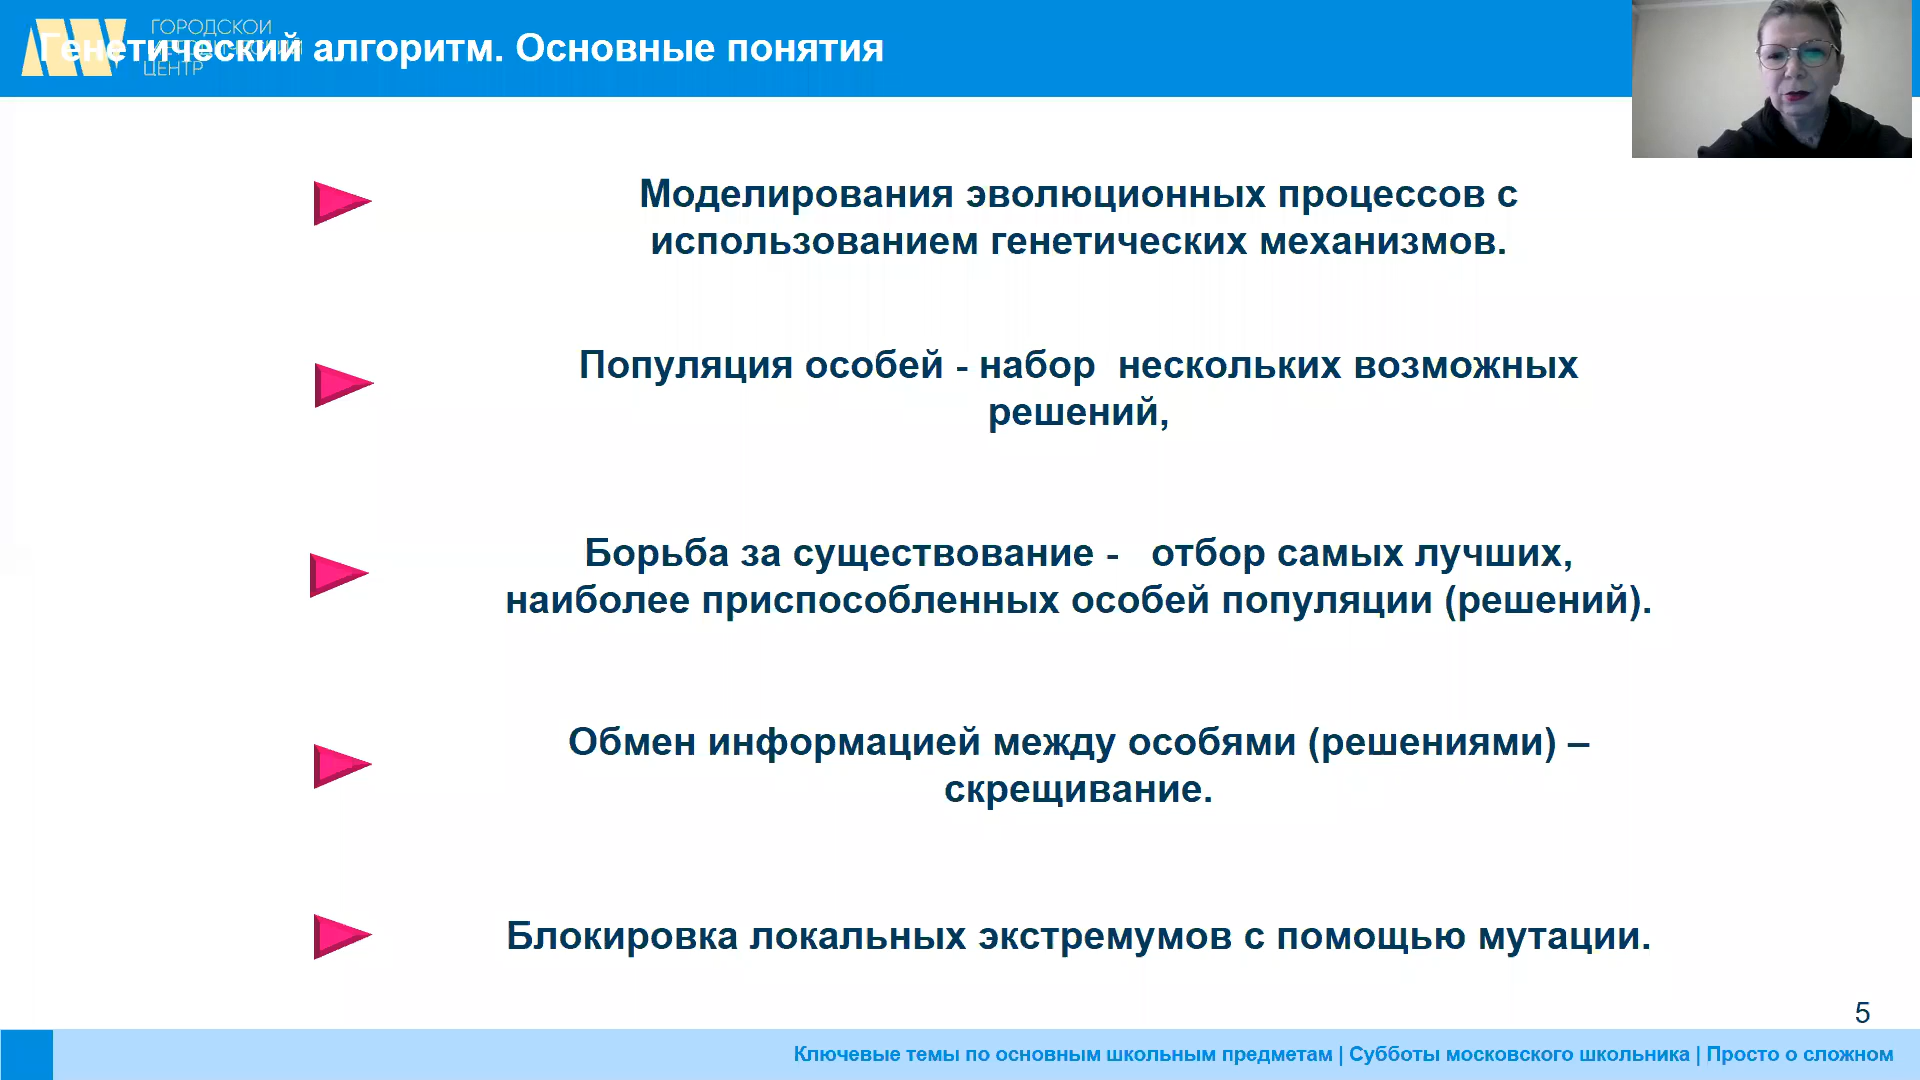 ГОРОДСКОЙ
Генетический алгоритм. Основные понятия
ЦЕНТР
Моделирования эволюционных процессов с
использованием генетических механизмов.
Популяция особей - набор нескольких возможных
решений,
Борьба за существование - отбор самых лучших,
наиболее приспособленных особей популяции (решений).
Обмен информацией между особями (решениями) –
скрещивание.
Блокировка локальных экстремумов с помощью мутации.
5
Ключевые темы по основным школьным предметам | Субботы московского школьника | Просто о сложном